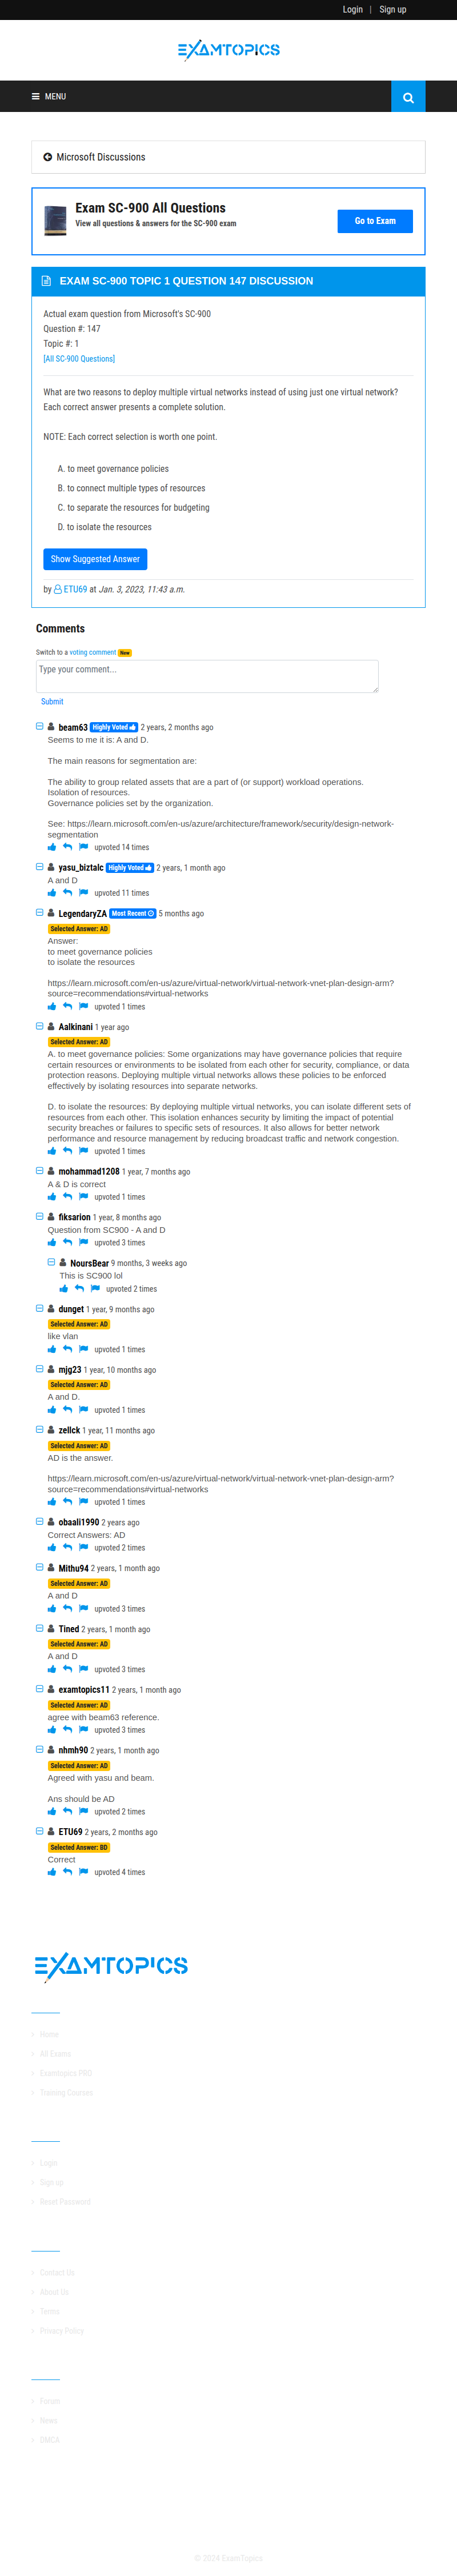 Login | Sign up
EXAMTOPICS
MENU
Microsoft Discussions
Exam SC-900 All Questions
View all questions & answers for the SC-900 exam
Go to Exam
EXAM SC-900 TOPIC 1 QUESTION 147 DISCUSSION
Actual exam question from Microsoft's SC-900
Question #: 147
Topic #: 1
[All SC-900 Questions]
What are two reasons to deploy multiple virtual networks instead of using just one virtual network?
Each correct answer presents a complete solution.
NOTE: Each correct selection is worth one point.
A. to meet governance policies
B. to connect multiple types of resources
C. to separate the resources for budgeting
D. to isolate the resources
Show Suggested Answer
by ETU69 at Jan. 3, 2023, 11:43 a.m.
Comments
Switch to a voting comment New
Type your comment...
Submit
beam63 Highly Voted 2 years, 2 months ago
Seems to me it is: A and D.
The main reasons for segmentation are:
The ability to group related assets that are a part of (or support) workload operations.
Isolation of resources.
Governance policies set by the organization.
See: https://learn.microsoft.com/en-us/azure/architecture/framework/security/design-network-
segmentation
upvoted 14 times
yasu_biztalc Highly Voted 2 years, 1 month ago
A and D
upvoted 11 times
LegendaryZA Most Recent 5 months ago
Selected Answer: AD
Answer:
to meet governance policies
to isolate the resources
https://learn.microsoft.com/en-us/azure/virtual-network/virtual-network-vnet-plan-design-arm?
source=recommendations#virtual-networks
upvoted 1 times
Aalkinani 1 year ago
Selected Answer: AD
A. to meet governance policies: Some organizations may have governance policies that require
certain resources or environments to be isolated from each other for security, compliance, or data
protection reasons. Deploying multiple virtual networks allows these policies to be enforced
effectively by isolating resources into separate networks.
D. to isolate the resources: By deploying multiple virtual networks, you can isolate different sets of
resources from each other. This isolation enhances security by limiting the impact of potential
security breaches or failures to specific sets of resources. It also allows for better network
performance and resource management by reducing broadcast traffic and network congestion.
upvoted 1 times
mohammad1208 1 year, 7 months ago
A & D is correct
upvoted 1 times
fiksarion 1 year, 8 months ago
Question from SC900 - A and D
upvoted 3 times
NoursBear 9 months, 3 weeks ago
This is SC900 lol
upvoted 2 times
dunget 1 year, 9 months ago
Selected Answer: AD
like vlan
upvoted 1 times
mjg23 1 year, 10 months ago
Selected Answer: AD
A and D.
upvoted 1 times
zellck 1 year, 11 months ago
Selected Answer: AD
AD is the answer.
https://learn.microsoft.com/en-us/azure/virtual-network/virtual-network-vnet-plan-design-arm?
source=recommendations#virtual-networks
upvoted 1 times
obaali1990 2 years ago
Correct Answers: AD
upvoted 2 times
Mithu94 2 years, 1 month ago
Selected Answer: AD
A and D
upvoted 3 times
Tined 2 years, 1 month ago
Selected Answer: AD
A and D
upvoted 3 times
examtopics11 2 years, 1 month ago
Selected Answer: AD
agree with beam63 reference.
upvoted 3 times
nhmh90 2 years, 1 month ago
Selected Answer: AD
Agreed with yasu and beam.
Ans should be AD
upvoted 2 times
ETU69 2 years, 2 months ago
Selected Answer: BD
Correct
upvoted 4 times
EXAMTOPICS
Home
All Exams
Examtopics PRO
Training Courses
Login
Sign up
Reset Password
Contact Us
About Us
Terms
Privacy Policy
Forum
News
DMCA
© 2024 ExamTopics